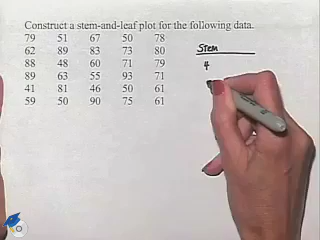 Construct a stem-and-leaf plot for the following data.
79 51 67 50 78
62 89 83 73 80
88 48 60 71 79
89 63 55 93 71
41 81 46 50 61
59 50 90 75 61
Stem
4